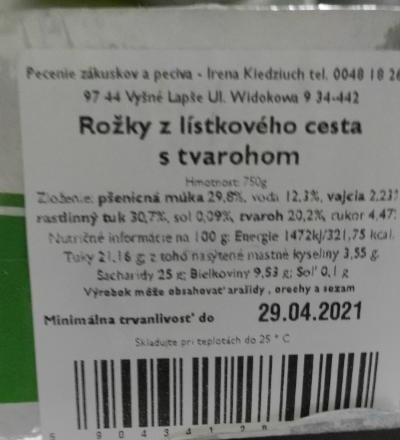 Pecenie zákuskov a peciva - Irena Kiedziuch tel. 0048 18 26
97 44 Vyšné Lapše Ul. Widokowa 9 34-442
Rožky z lístkového cesta
s tvarohom
Hmotnost: 750g
Zloženie: pšenicná múka 29,8%, voda 12,3%, vajcia 2,23?
rastlinný tuk 30,7%, sol 0,09%, tvaroh 20,2%, cukor 4,47
Nutričné informácie na 100 g: Energie 1472kJ/321,75 kcal.
Tuky 21,16 g; z toho nasýtené mastné kyseliny 3,55 g.
Sacharidy 25 g; Bielkoviny 9,53 g; Soľ 0,1 g
Výrobok môže obsahovať arašidy , orechy a sezam
Minimálna trvanlivosť do 29.04.2021
Skladujte pri teplotách do 25 ° C